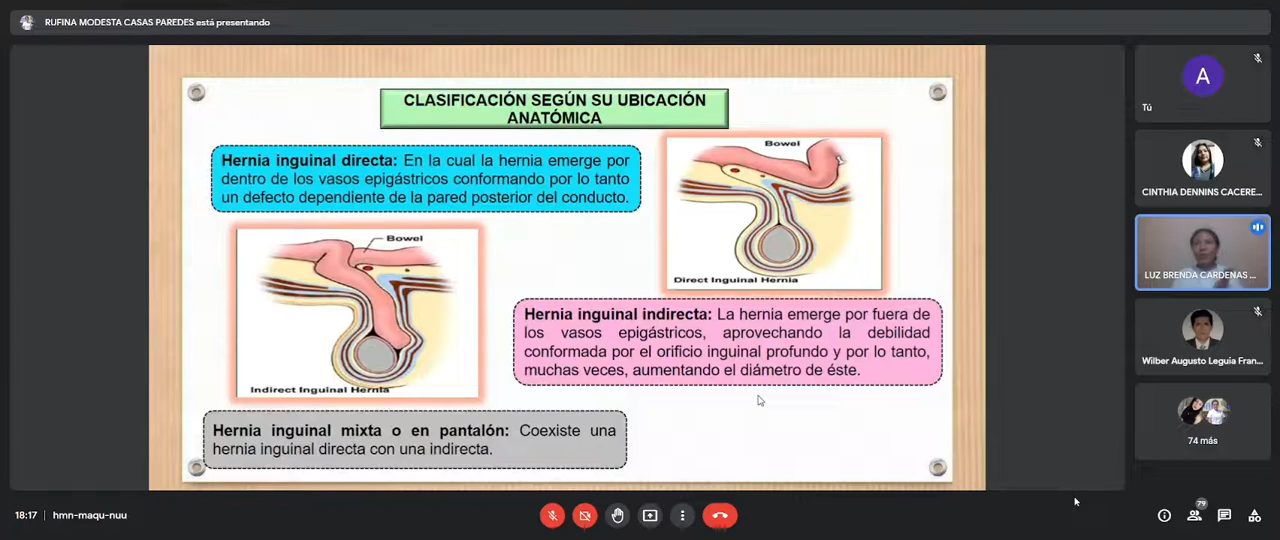 RUFINA MODESTA CASAS PAREDES está presentando
CLASIFICACIÓN SEGÚN SU UBICACIÓN
ANATÓMICA
Hernia inguinal directa: En la cual la hernia emerge por
dentro de los vasos epigástricos conformando por lo tanto
un defecto dependiente de la pared posterior del conducto.
Bowel
Direct Inguinal Hernia
Bowel
Indirect Inguinal Hernia
Hernia inguinal indirecta: La hernia emerge por fuera de
los vasos epigástricos, aprovechando la debilidad
conformada por el orificio inguinal profundo y por lo tanto,
muchas veces, aumentando el diámetro de éste.
Hernia inguinal mixta o en pantalón: Coexiste una
hernia inguinal directa con una indirecta.
A
Tú
CINTHIA DENNINS CACERE...
LUZ BRENDA CARDENAS ...
Wilber Augusto Leguia Fran...
74 más
18:17 hmn-maqu-nuu
79